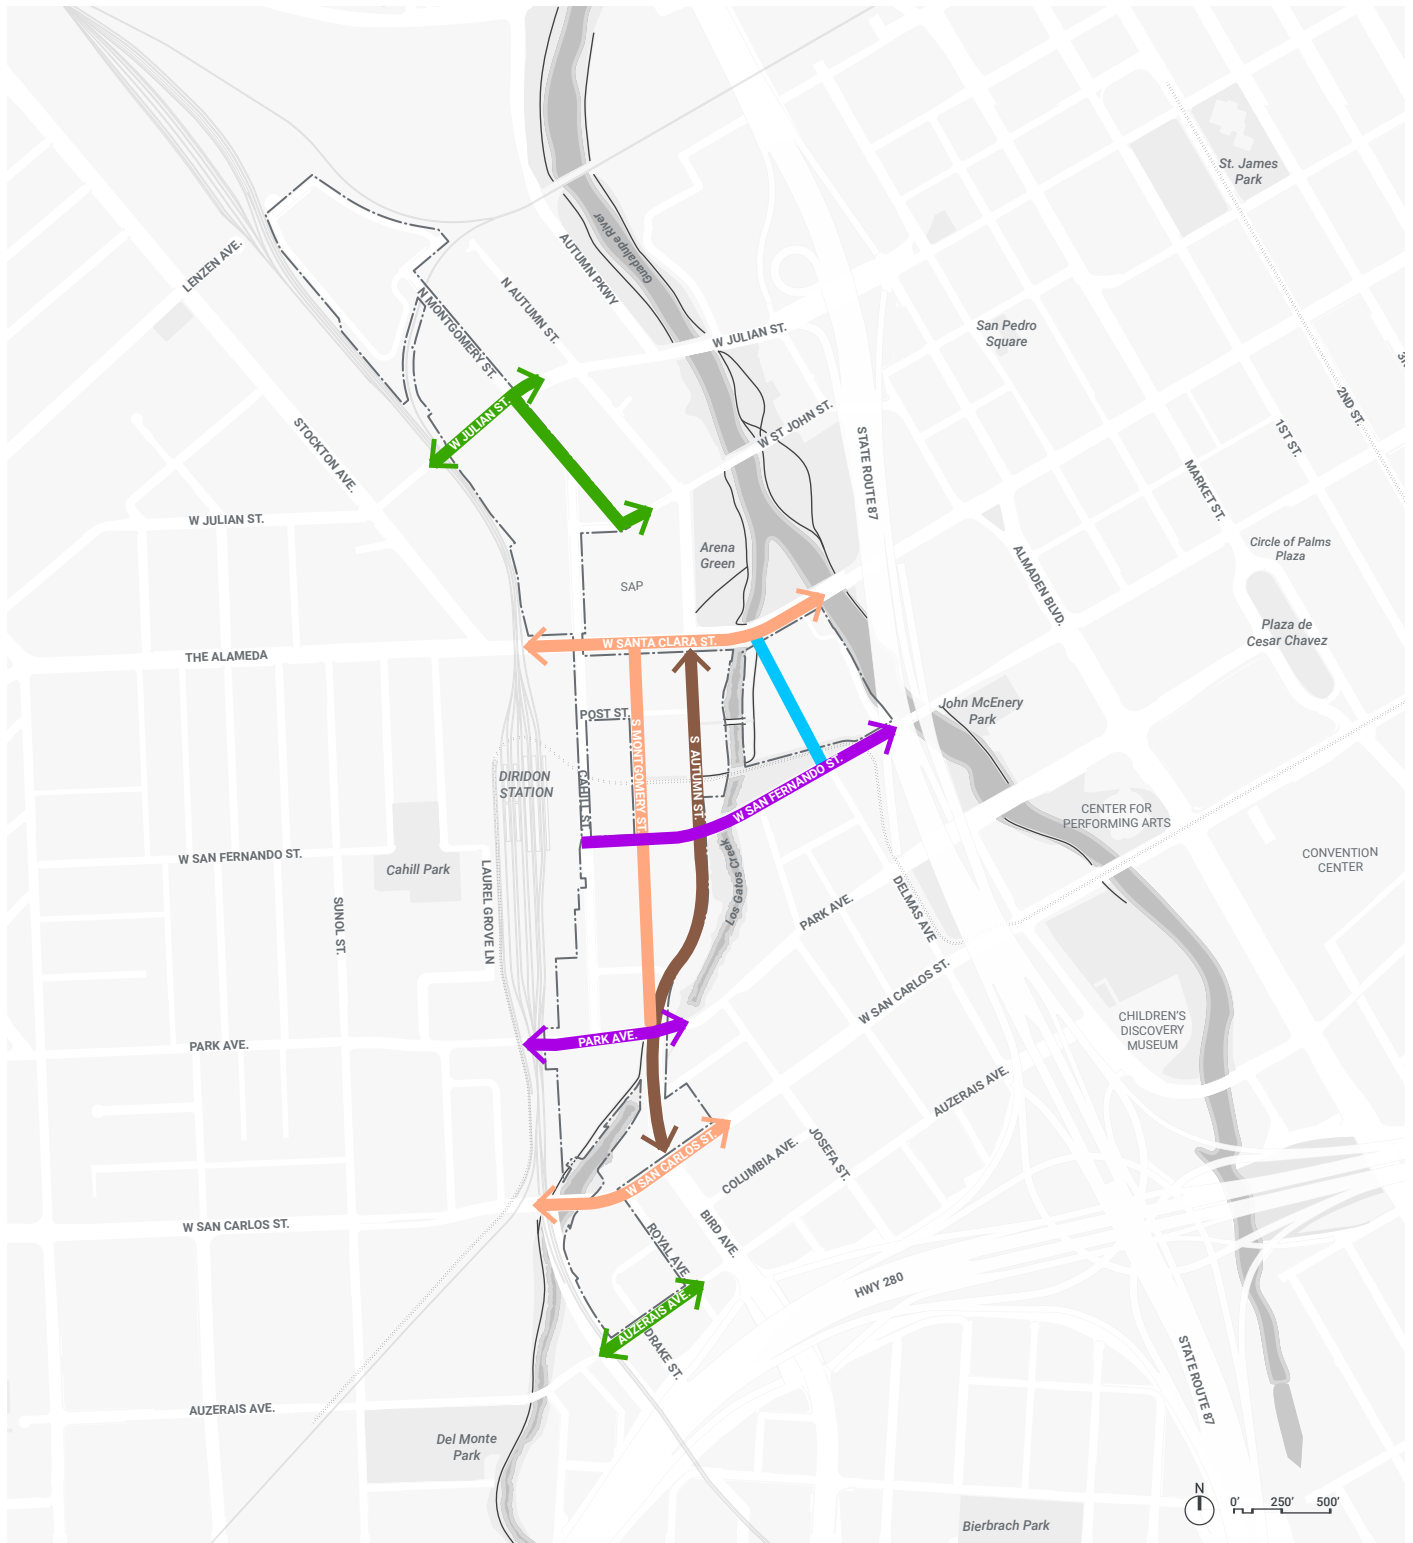 St. James
Park
Guadalupe River
LENZEN AVE.
AUTUMN PKWY
N AUTUMN ST.
N MONTGOMERY ST.
W JULIAN ST.
San Pedro
Square
W JULIAN ST.
2ND ST.
W ST JOHN ST.
1ST ST.
STOCKTON AVE.
STATE ROUTE 87
MARKET ST.
W JULIAN ST.
Arena
Green
Circle of Palms
Plaza
ALMADEN BLVD.
SAP
Plaza de
Cesar Chavez
W SANTA CLARA ST.
THE ALAMEDA
John McEnery
Park
POST ST.
S MONTGOMERY ST.
S AUTUMN ST.
CAHILL ST.
DIRIDON
STATION
W SAN FERNANDO ST.
CENTER FOR
PERFORMING ARTS
W SAN FERNANDO ST.
Cahill Park
Los Gatos Creek
CONVENTION
CENTER
LAUREL GROVE LN
SUNOL ST.
PARK AVE.
DELMAS AVE
W SAN CARLOS ST.
CHILDREN'S
DISCOVERY
MUSEUM
PARK AVE.
PARK AVE.
AUZERAIS AVE.
W SAN CARLOS ST.
COLUMBIA AVE.
JOSEFA ST.
W SAN CARLOS ST.
ROYAL AVE.
BIRD AVE.
HWY 280
AUZERAIS AVE.
DRAKE ST.
STATE ROUTE 87
AUZERAIS AVE.
Del Monte
Park
N
0' 250' 500'
Bierbrach Park